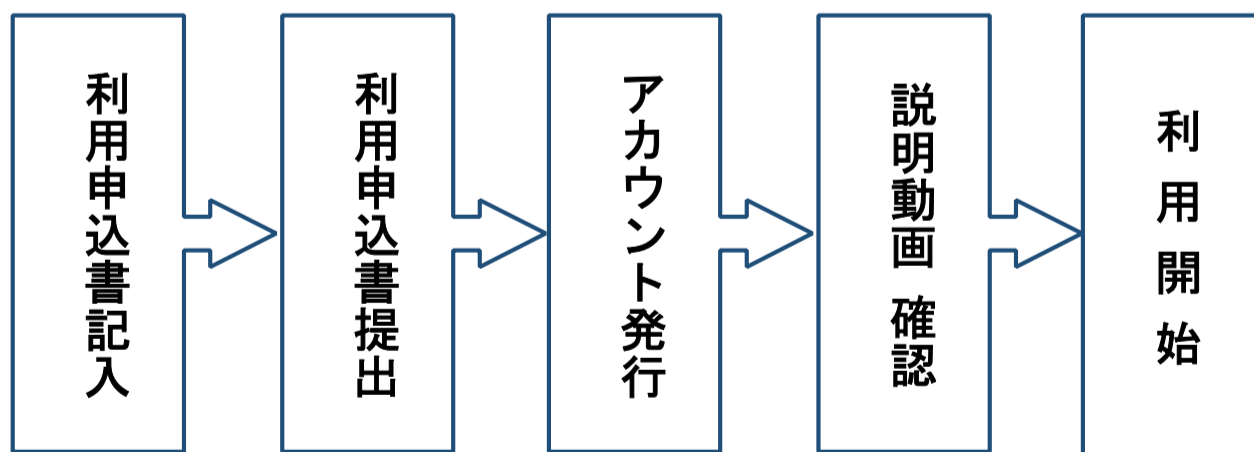 利用申込書記入
利用申込書提出
アカウント発行
説明動画 確認
利用開始